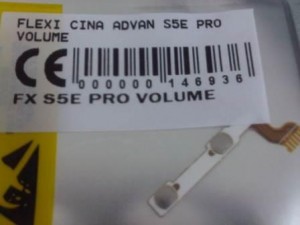 FLEXI CINA ADVAN S5E PRO
VOLUME
CE
000000 146936
FX S5E PRO VOLUME